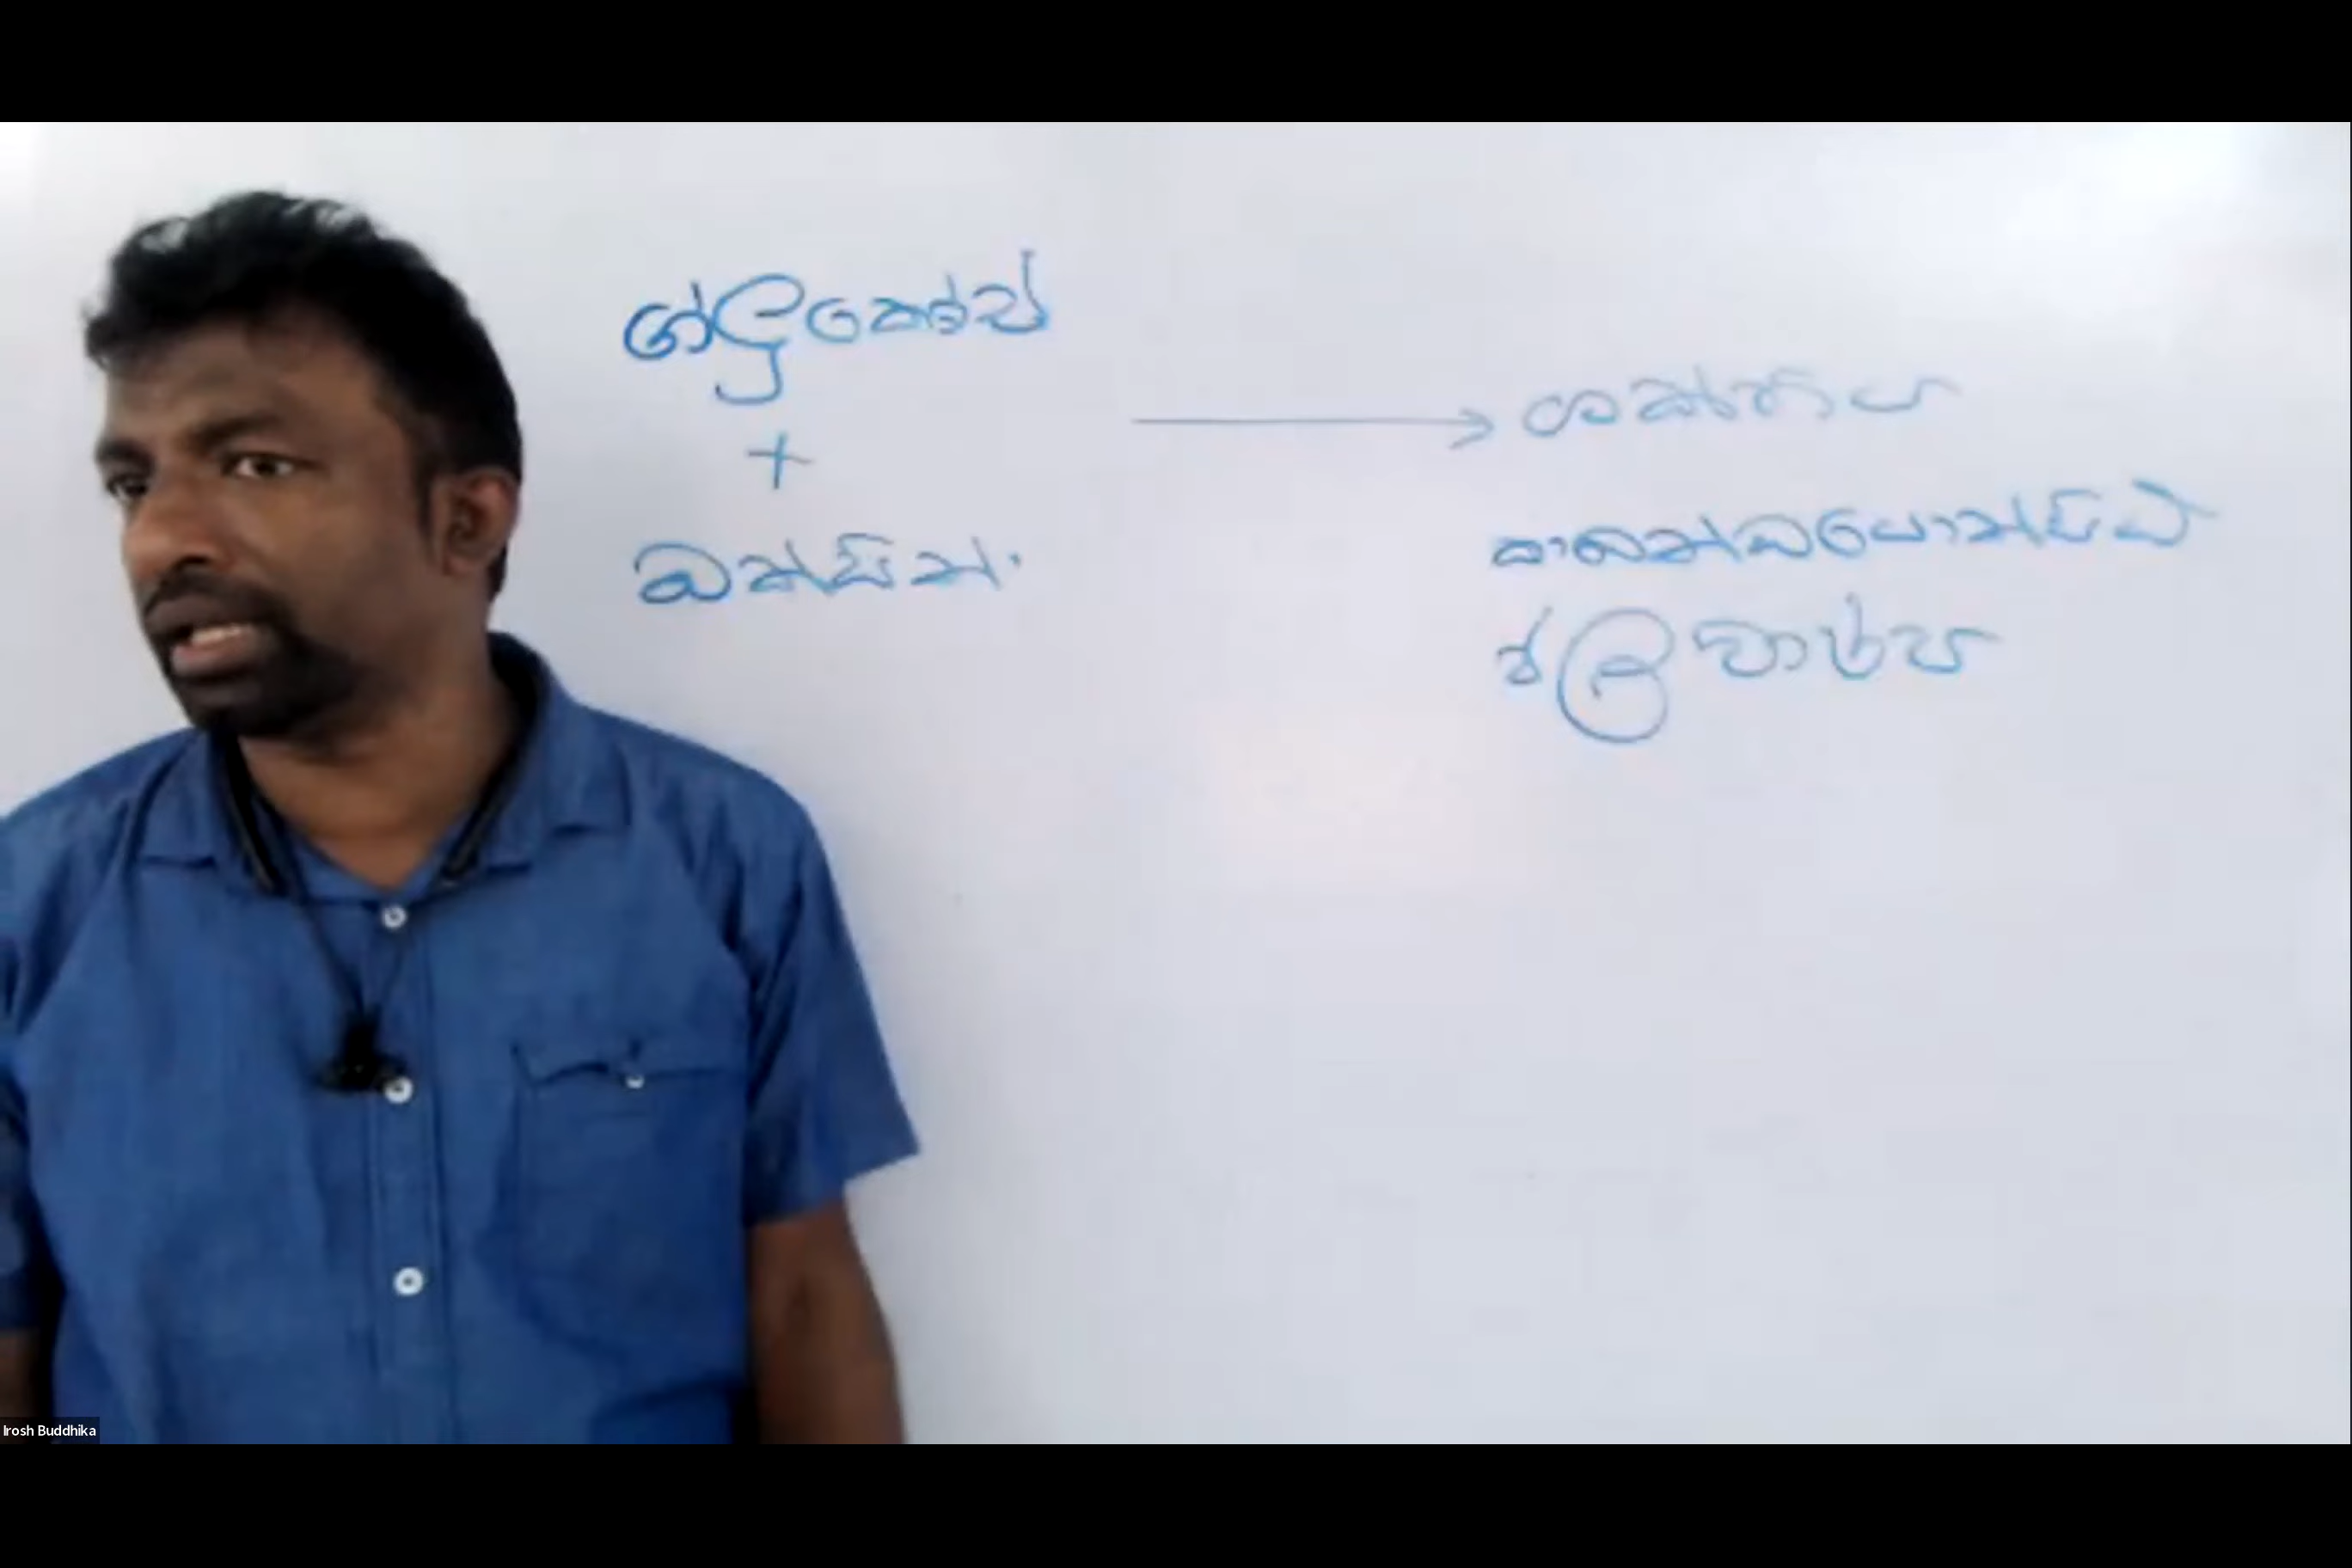 ග්ලුකෝස්
+
ඔක්සිජන්
→ ශක්තිය
කාබන්ඩයොක්සයිඩ්
ජලවාෂ්ප
Irosh Buddhika